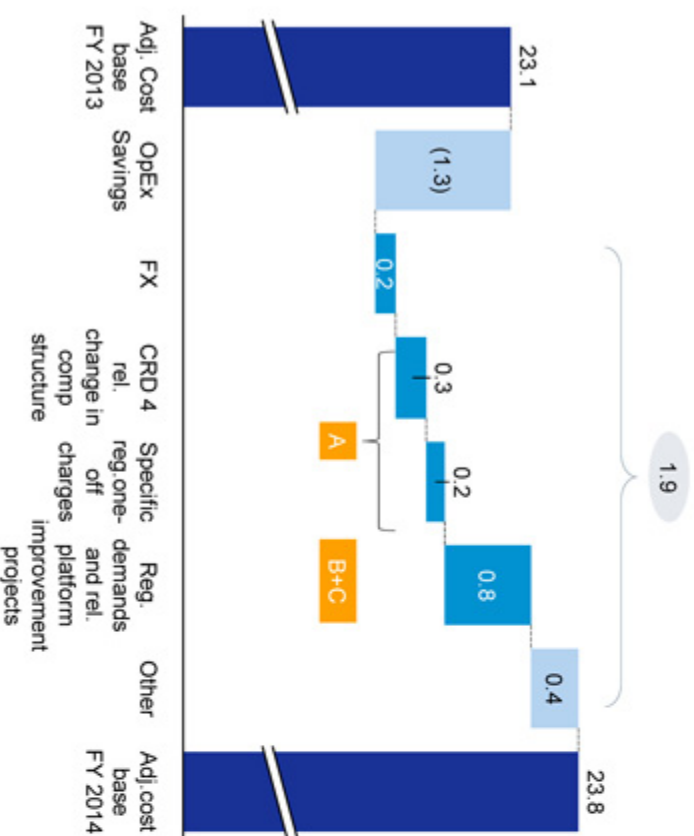 1.9
23.1
(1.3)
0.2
0.3
0.2
0.8
0.4
23.8
A
B+C
Adj. Cost
base
FY 2013
OpEx
Savings
FX
CRD 4
rel.
change in
comp
structure
Specific
reg.one-
off
charges
Reg.
demands
and rel.
platform
improvement
projects
Other
Adj.cost
base
FY 2014